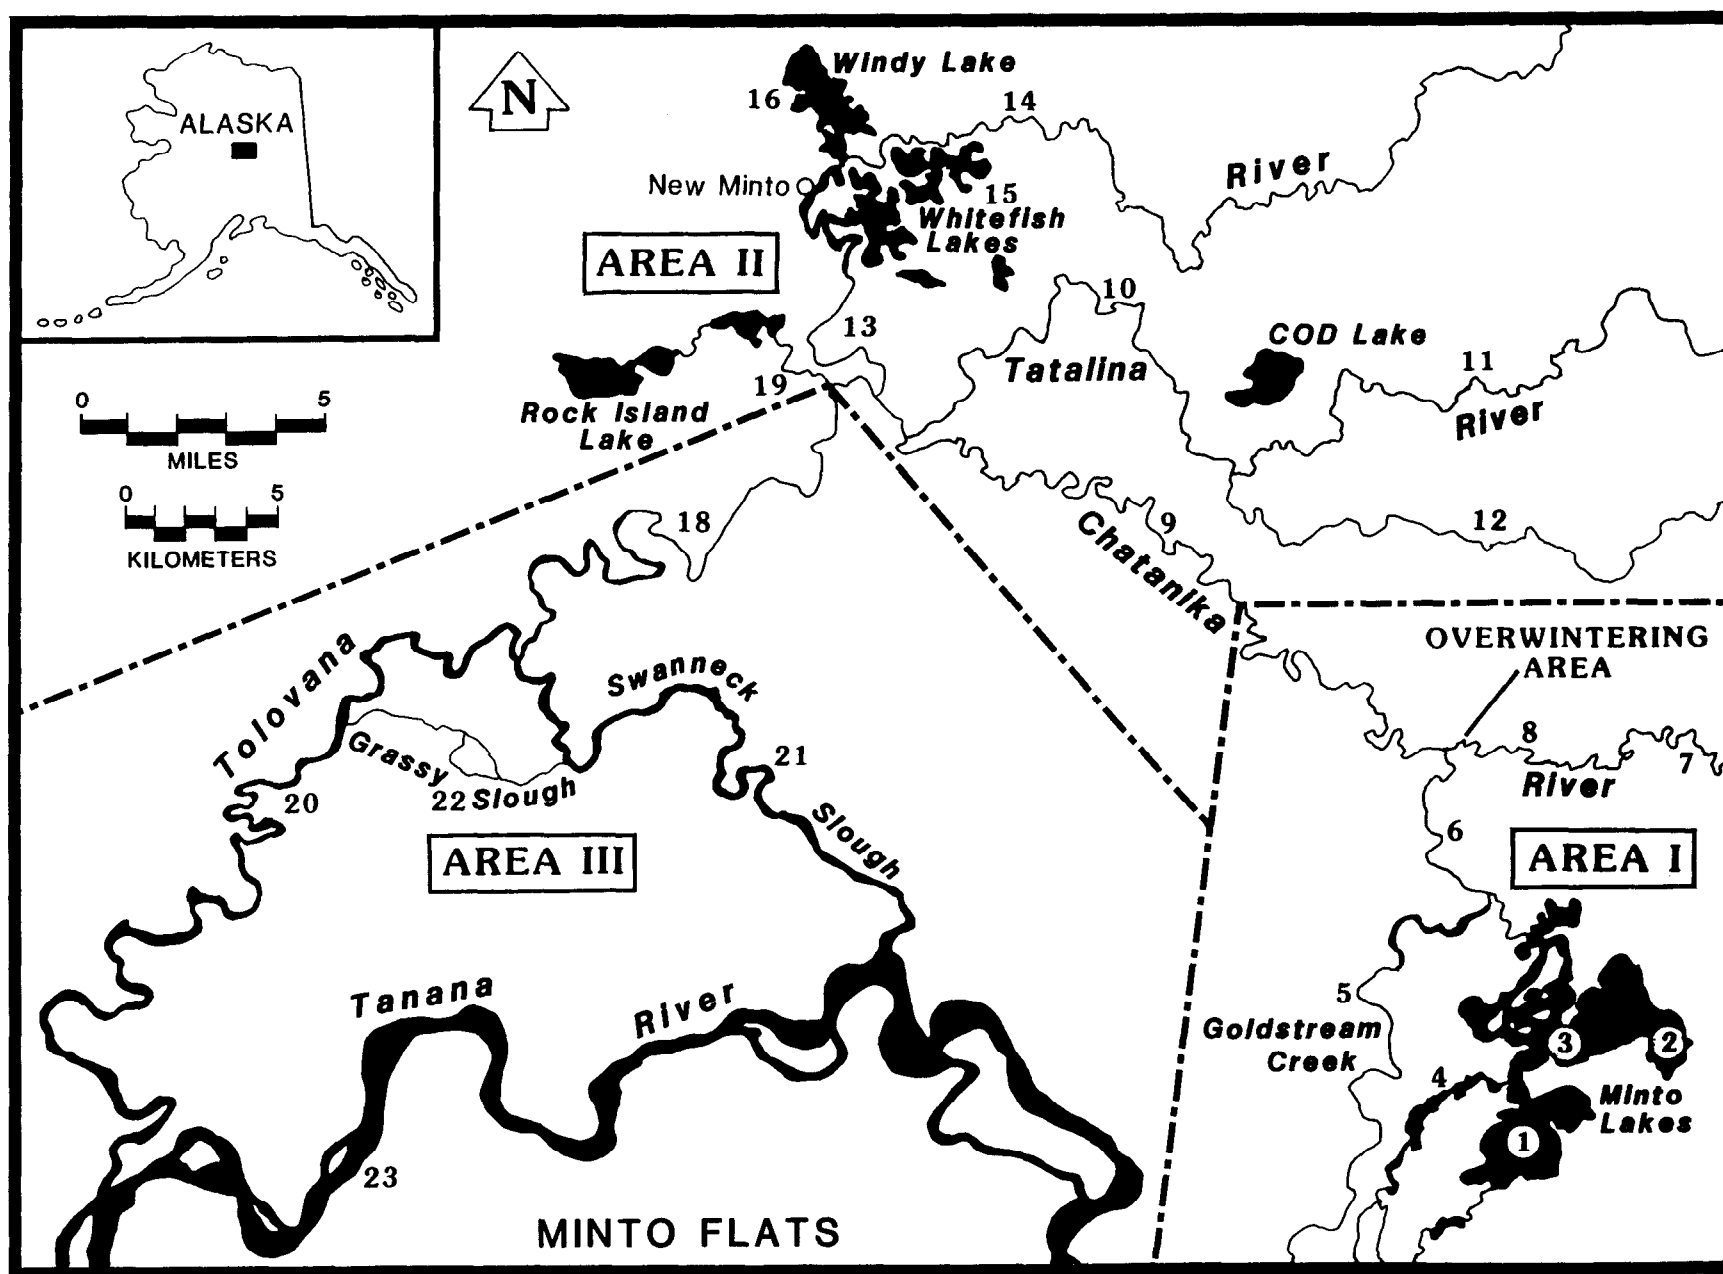 ALASKA
N
Windy Lake
16
14
River
New Minto
15
Whitefish
Lakes
AREA II
10
13
COD Lake
11
Tatalina
River
19
Rock Island
Lake
0 5
MILES
0 5
KILOMETERS
18
9
12
Chatanika
OVERWINTERING
AREA
Tolovana
Swanneck
8
7
River
Grassy
21
20
22 Slough
Slough
6
AREA III
AREA I
Tanana
River
5
Goldstream
Creek
3
2
4
Minto
Lakes
1
23
MINTO FLATS